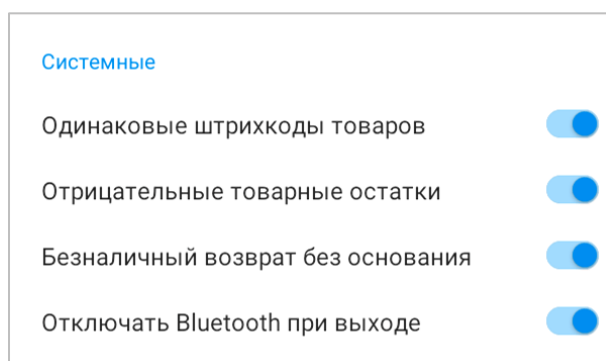 Системные
Одинаковые штрихкоды товаров
Отрицательные товарные остатки
Безналичный возврат без основания
Отключать Bluetooth при выходе